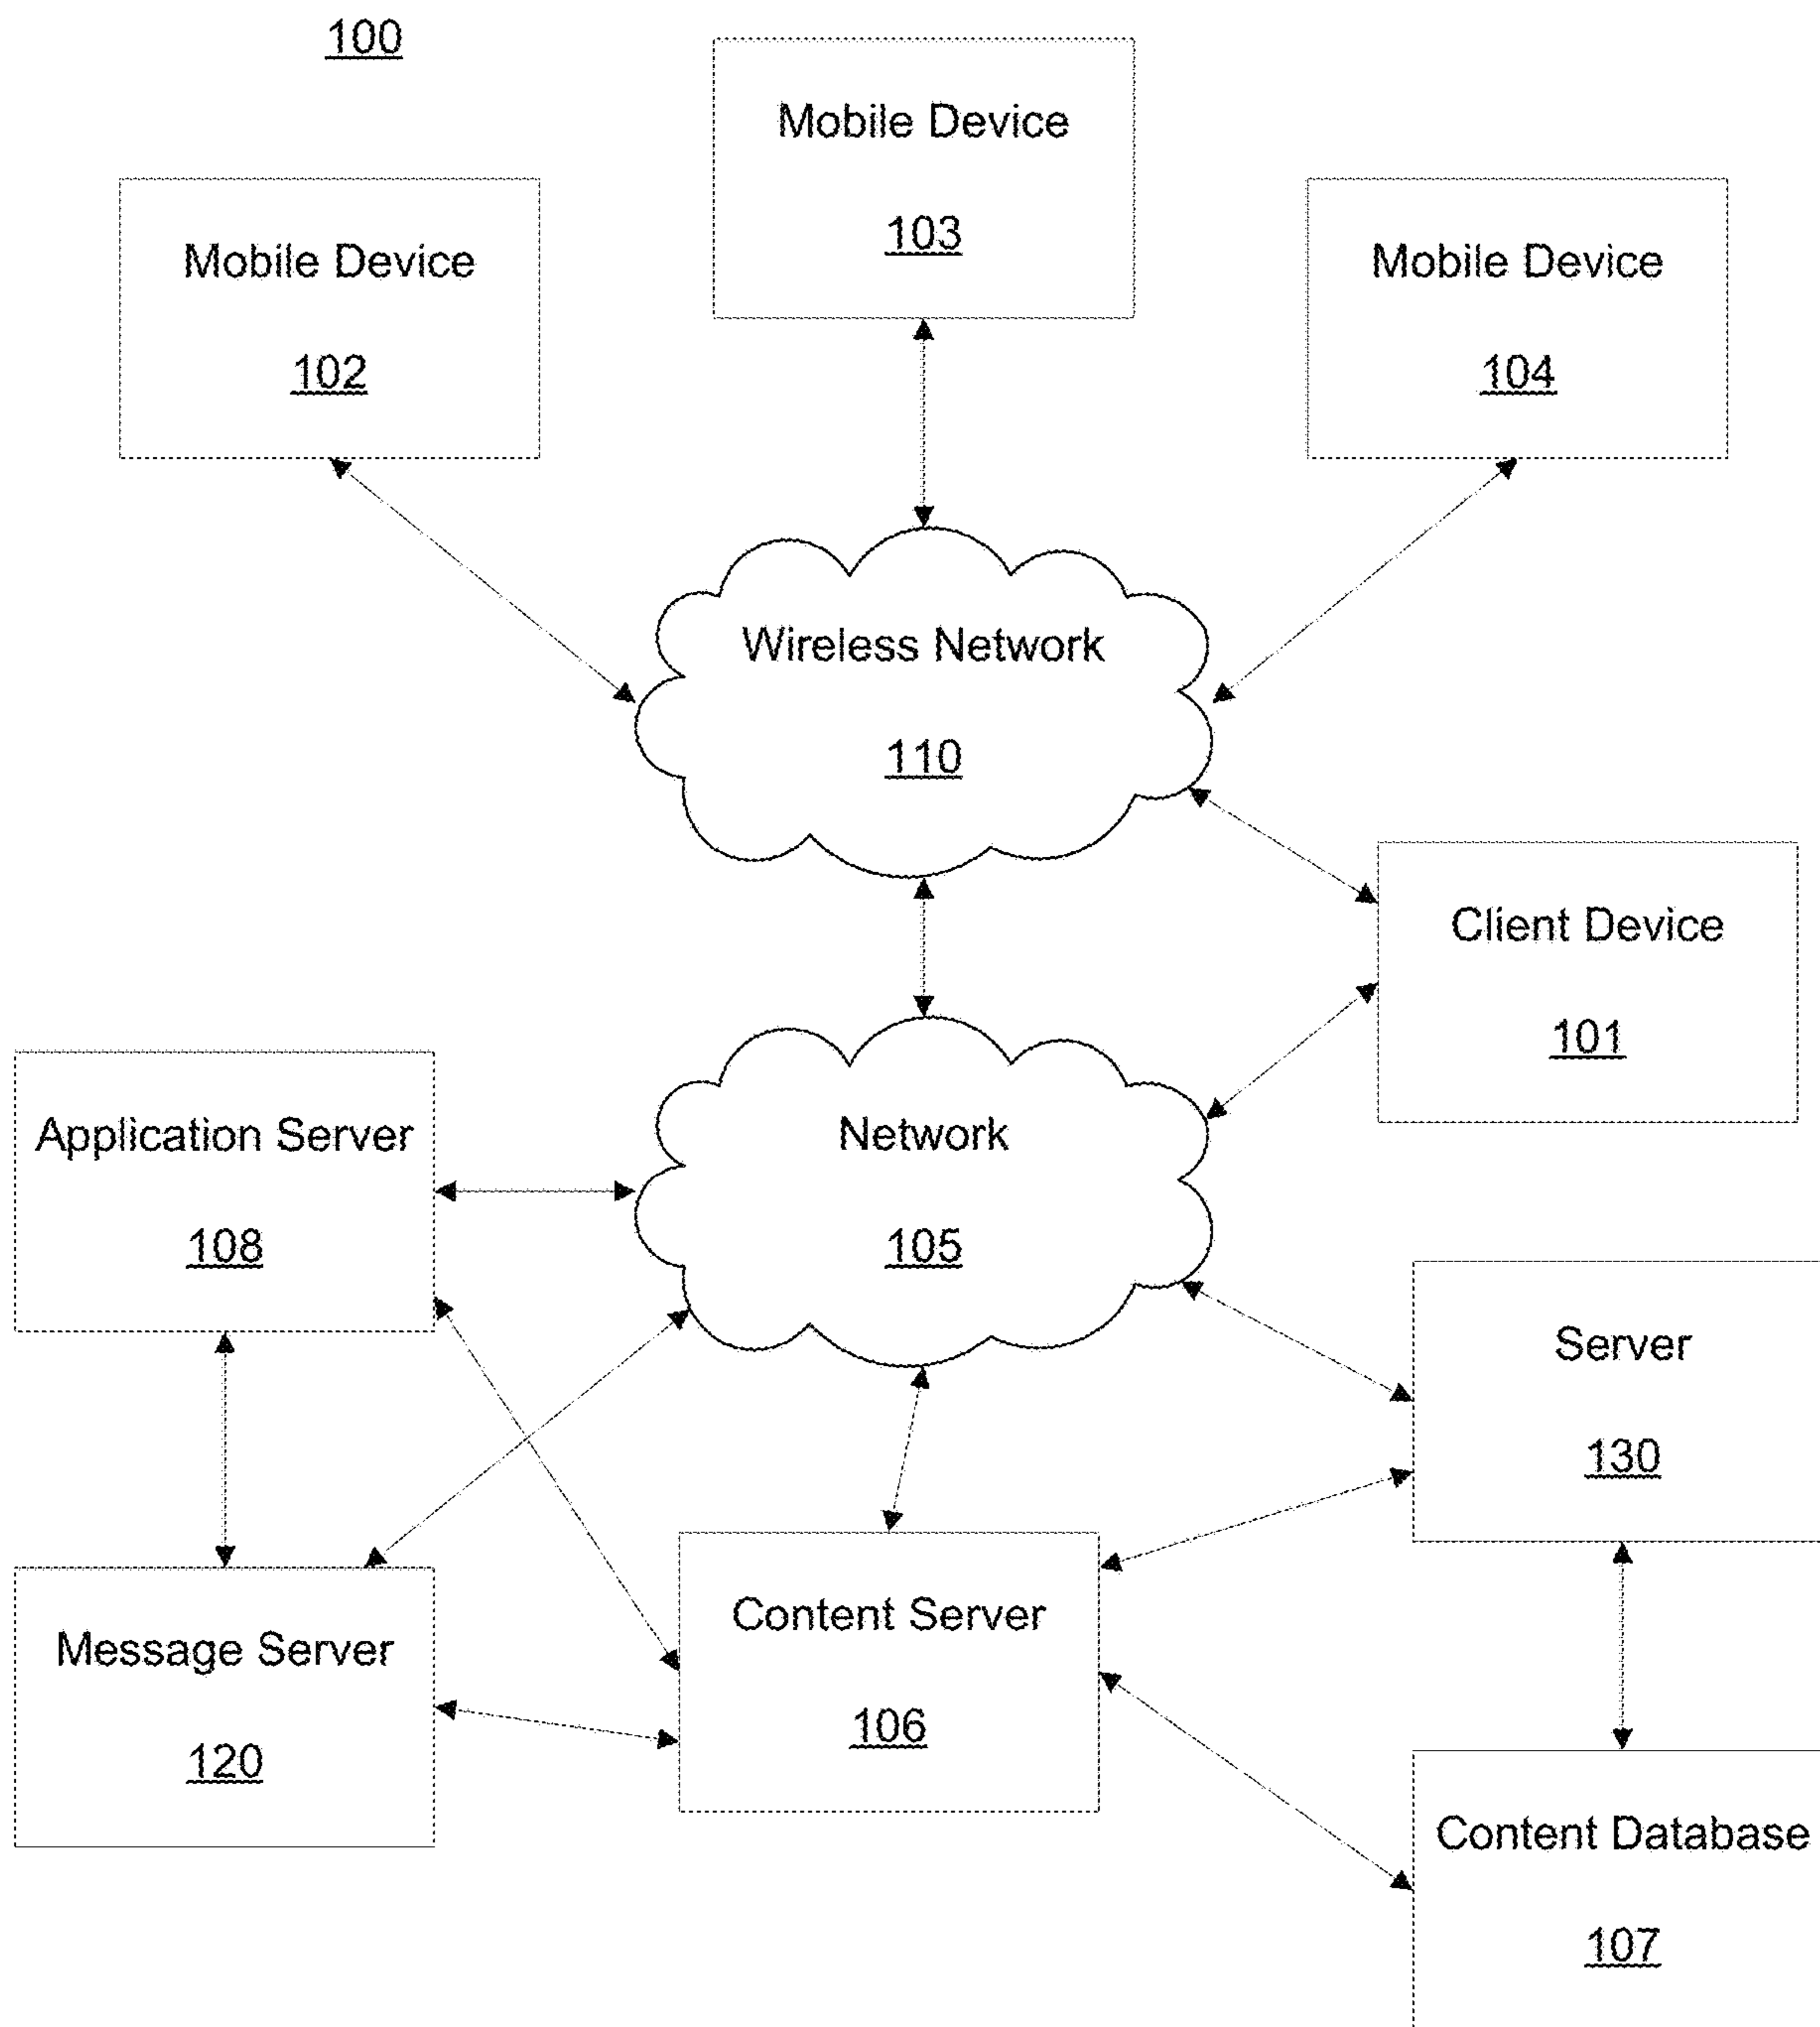 100
Mobile Device
103
Mobile Device
102
Mobile Device
104
Wireless Network
110
Client Device
101
Application Server
108
Network
105
Server
130
Message Server
120
Content Server
106
Content Database
107